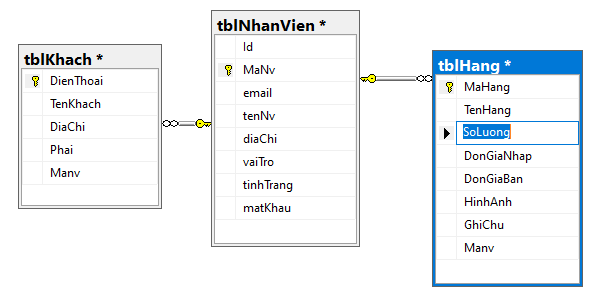 tblKhach *
DienThoai
TenKhach
DiaChi
Phai
Manv
tblNhanVien *
Id
MaNv
email
tenNv
diaChi
vaiTro
tinhTrang
matKhau
tblHang *
MaHang
TenHang
SoLuong
DonGiaNhap
DonGiaBan
HinhAnh
GhiChu
Manv